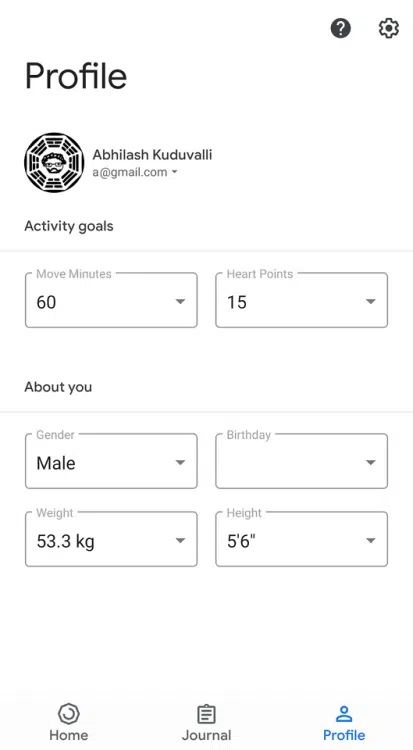 Profile
Abhilash Kuduvalli
a@gmail.com
Activity goals
Move Minutes
Heart Points
60
15
About you
Gender
Birthday
Male
Weight
Height
53.3 kg
5'6"
Home
Journal
Profile